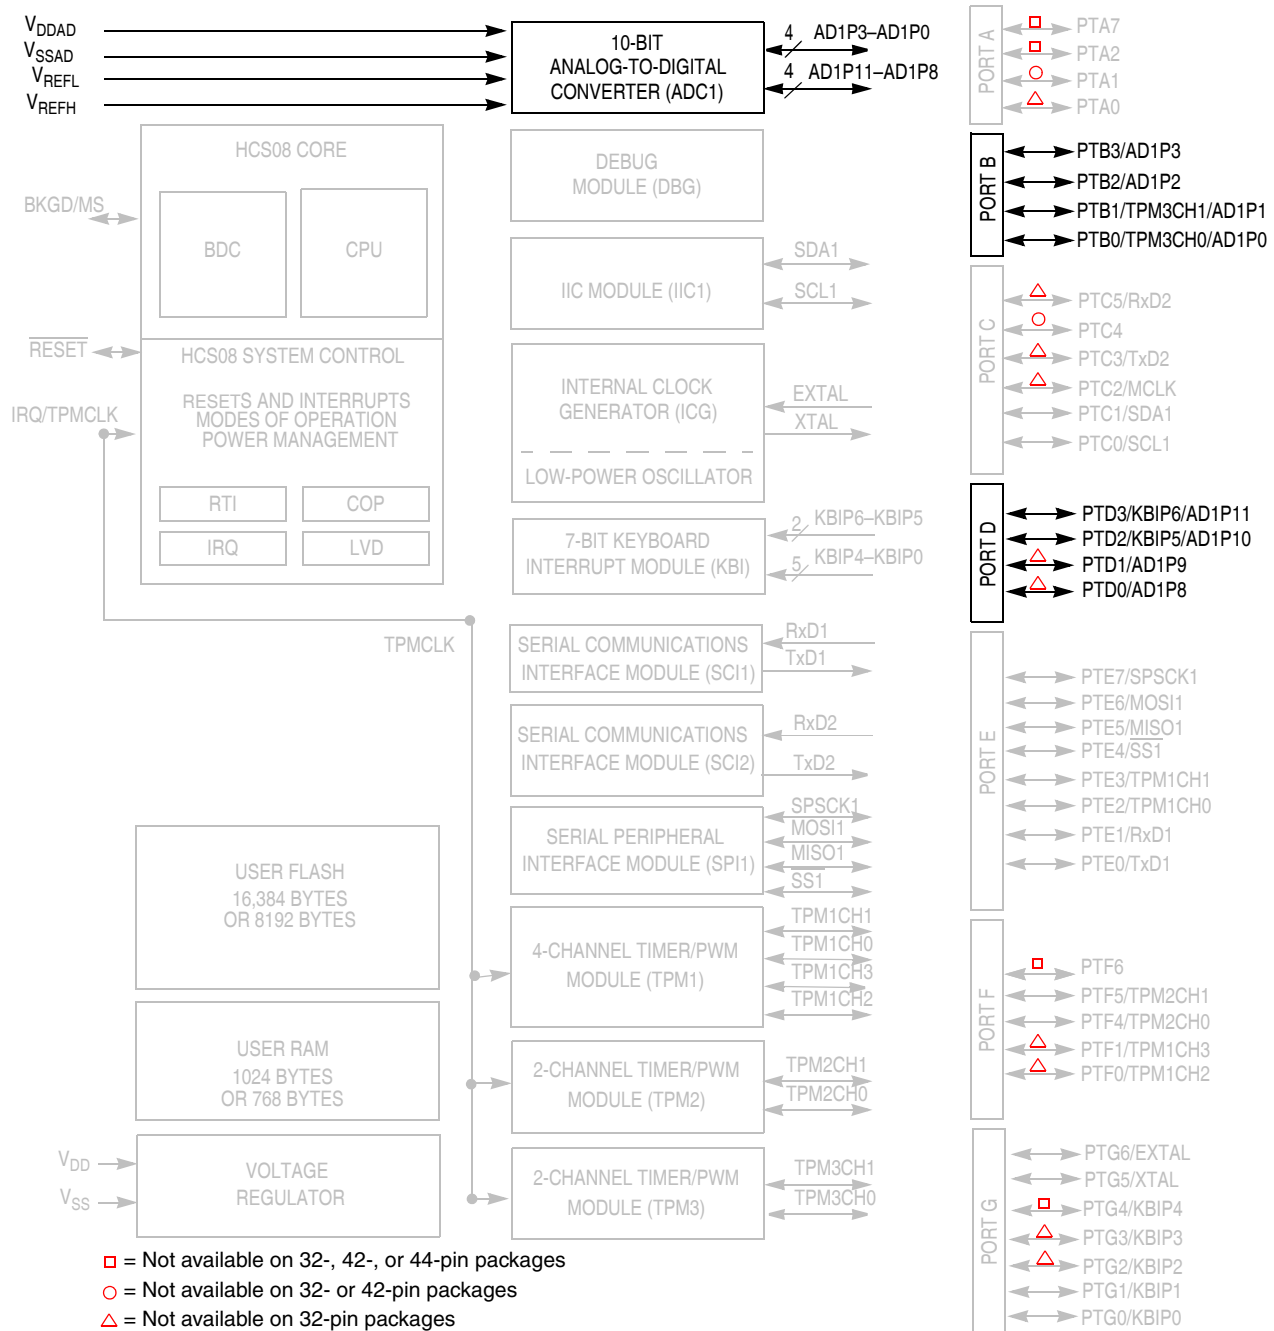 VDDAD
VSSAD
VREFL
VREFH
10-BIT
ANALOG-TO-DIGITAL
CONVERTER (ADC1)
4 AD1P3–AD1P0
4 AD1P11–AD1P8
HCS08 CORE
BDC
CPU
BKGD/MS
RESET
IRQ/TPMCLK
HCS08 SYSTEM CONTROL
RESETS AND INTERRUPTS
MODES OF OPERATION
POWER MANAGEMENT
RTI
COP
IRQ
LVD
TPMCLK
USER FLASH
16,384 BYTES
OR 8192 BYTES
USER RAM
1024 BYTES
OR 768 BYTES
VDD
VSS
VOLTAGE
REGULATOR
DEBUG
MODULE (DBG)
IIC MODULE (IIC1)
SDA1
SCL1
INTERNAL CLOCK
GENERATOR (ICG)
LOW-POWER OSCILLATOR
EXTAL
XTAL
7-BIT KEYBOARD
INTERRUPT MODULE (KBI)
2 KBIP6–KBIP5
5 KBIP4–KBIP0
SERIAL COMMUNICATIONS
INTERFACE MODULE (SCI1)
RxD1
TxD1
SERIAL COMMUNICATIONS
INTERFACE MODULE (SCI2)
RxD2
TxD2
SERIAL PERIPHERAL
INTERFACE MODULE (SPI1)
SPSCK1
MOSI1
MISO1
SS1
4-CHANNEL TIMER/PWM
MODULE (TPM1)
TPM1CH1
TPM1CH0
TPM1CH3
TPM1CH2
2-CHANNEL TIMER/PWM
MODULE (TPM2)
TPM2CH1
TPM2CH0
2-CHANNEL TIMER/PWM
MODULE (TPM3)
TPM3CH1
TPM3CH0
PORT A
PTA7
PTA2
PTA1
PTA0
PORT B
PTB3/AD1P3
PTB2/AD1P2
PTB1/TPM3CH1/AD1P1
PTB0/TPM3CH0/AD1P0
PORT C
PTC5/RxD2
PTC4
PTC3/TxD2
PTC2/MCLK
PTC1/SDA1
PTC0/SCL1
PORT D
PTD3/KBIP6/AD1P11
PTD2/KBIP5/AD1P10
PTD1/AD1P9
PTD0/AD1P8
PORT E
PTE7/SPSCK1
PTE6/MOSI1
PTE5/MISO1
PTE4/SS1
PTE3/TPM1CH1
PTE2/TPM1CH0
PTE1/RxD1
PTE0/TxD1
PORT F
PTF6
PTF5/TPM2CH1
PTF4/TPM2CH0
PTF1/TPM1CH3
PTF0/TPM1CH2
PORT G
PTG6/EXTAL
PTG5/XTAL
PTG4/KBIP4
PTG3/KBIP3
PTG2/KBIP2
PTG1/KBIP1
PTG0/KBIP0
= Not available on 32-, 42-, or 44-pin packages
= Not available on 32- or 42-pin packages
= Not available on 32-pin packages